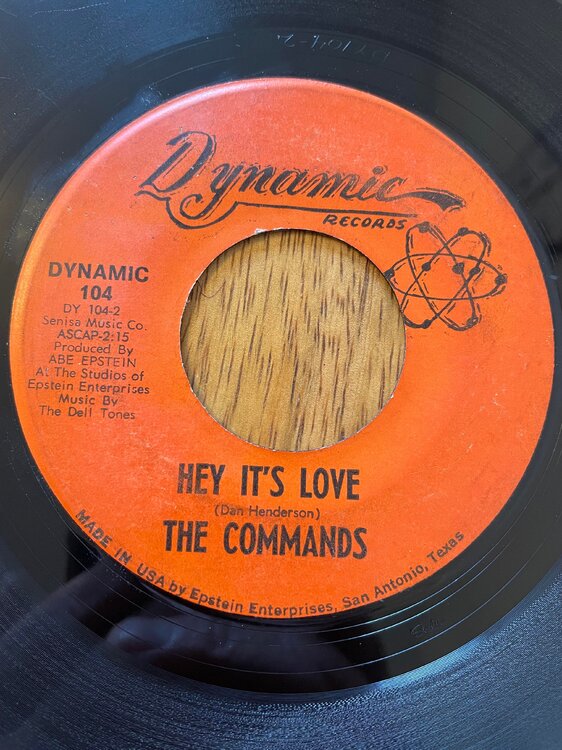 Dynamic
RECORDS
DYNAMIC
104
DY 104-2
Senisa Music Co.
ASCAP-2:15
Produced By
ABE EPSTEIN
At The Studios of
Epstein Enterprises
Music By
The Dell Tones
HEY IT'S LOVE
(Dan Henderson)
THE COMMANDS
MADE IN USA by Epstein Enterprises, San Antonio, Texas